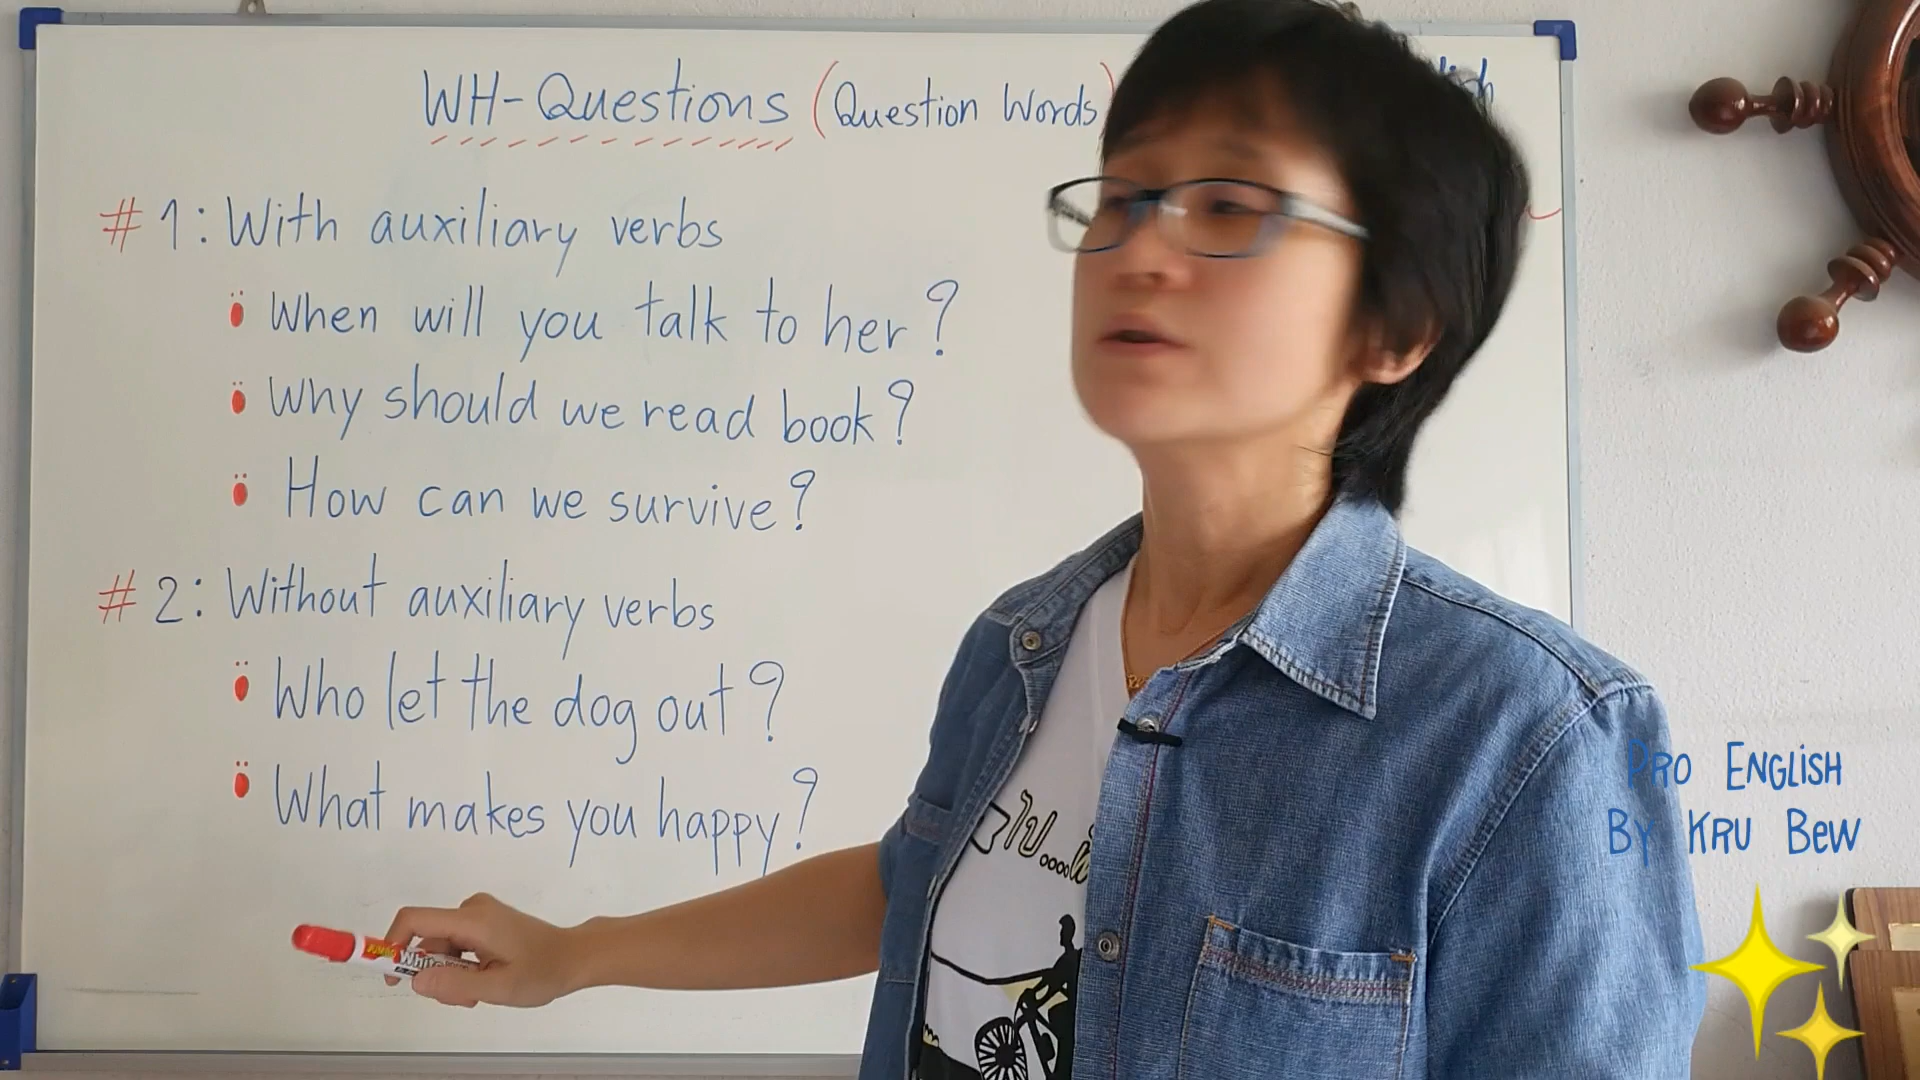 WH-Questions (Question Words)
#1: With auxiliary verbs
When will you talk to her?
Why should we read book?
How can we survive?
#2: Without auxiliary verbs
Who let the dog out?
What makes you happy?
PRO ENGLISH
By KRU BEW
ไป....